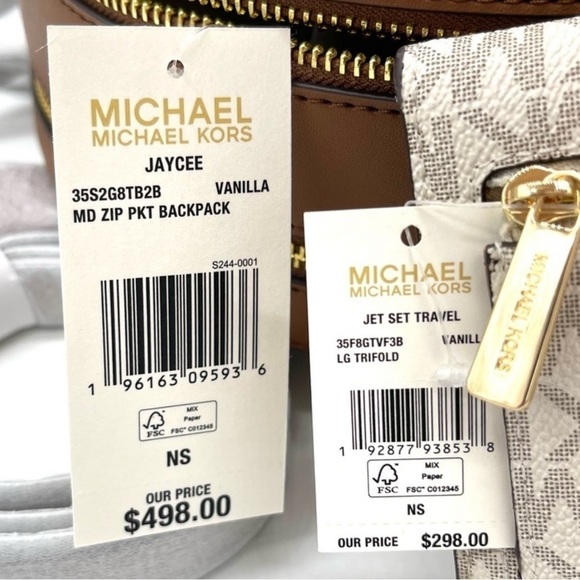 MICHAEL
MICHAEL KORS
JAYCEE
35S2G8TB2B VANILLA
MD ZIP PKT BACKPACK
S244-0001
1 96163 09593 6
FSC
MIX
Paper
FSC® C012345
NS
OUR PRICE
$498.00
MICHAEL
MICHAEL KORS
JET SET TRAVEL
35F8GTVF3B VANILL
LG TRIFOLD
1 92877 93853 8
FSC
MIX
Paper
FSC® C012345
NS
OUR PRICE $298.00
MICHAEL KORS